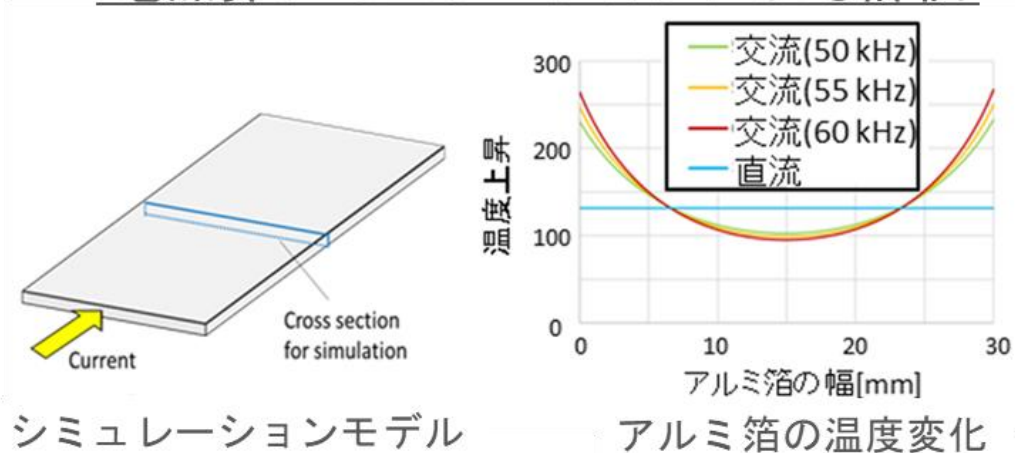 Current
Cross section
for simulation
シミュレーションモデル
交流(50 kHz)
交流(55 kHz)
交流(60 kHz)
直流
温度上昇
300
200
100
0
0 10 20 30
アルミ箔の幅[mm]
アルミ箔の温度変化